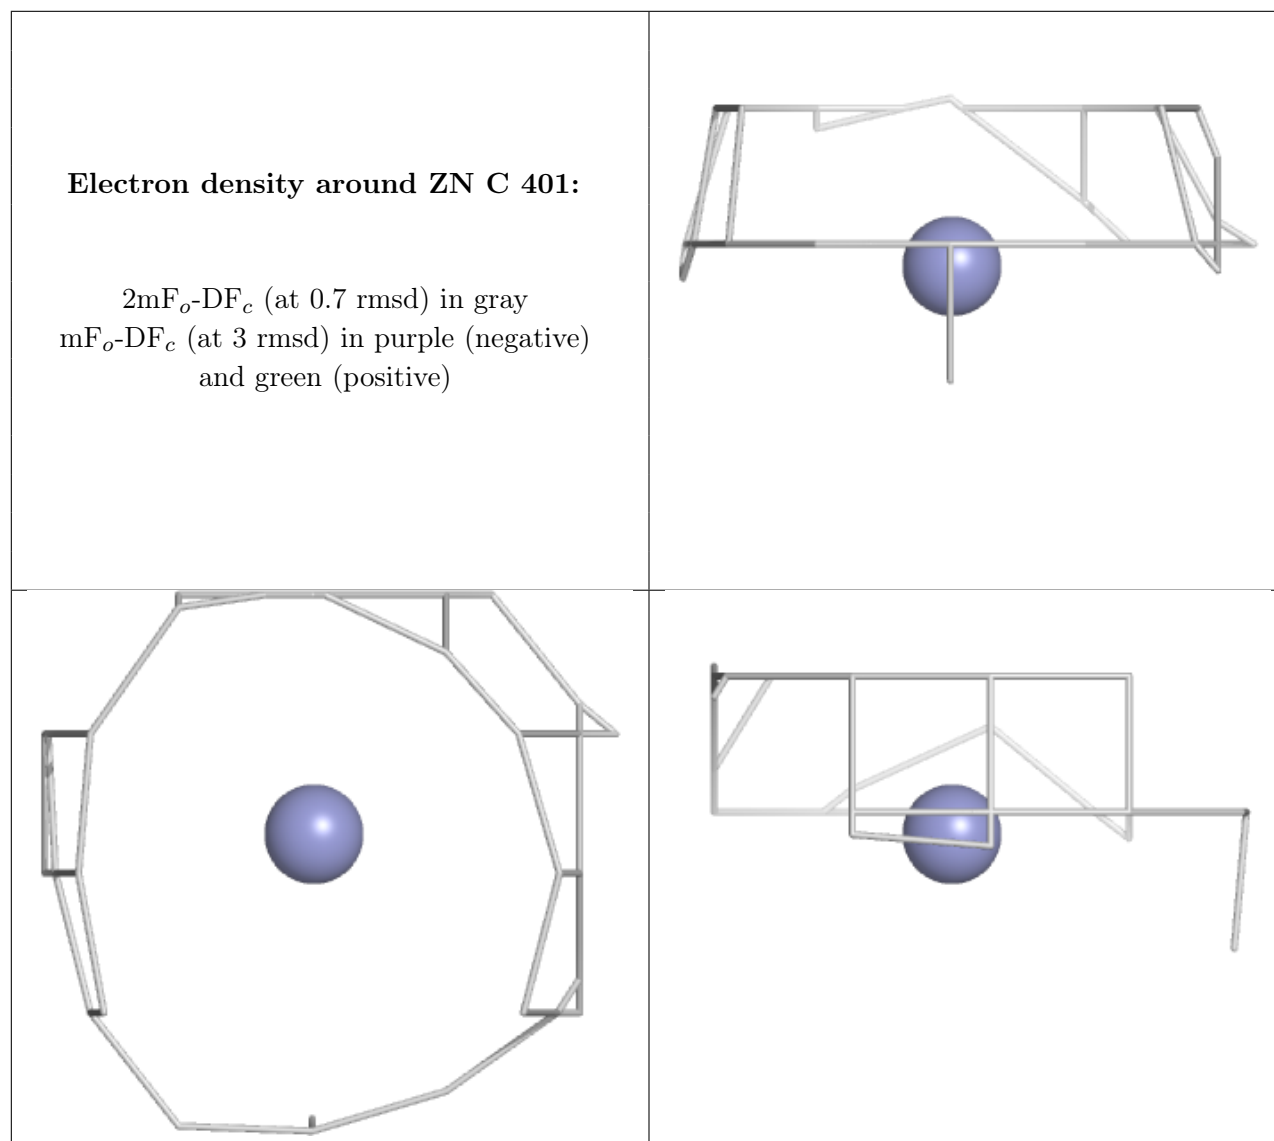 Electron density around ZN C 401:
2mFo-DFc (at 0.7 rmsd) in gray
mFo-DFc (at 3 rmsd) in purple (negative)
and green (positive)